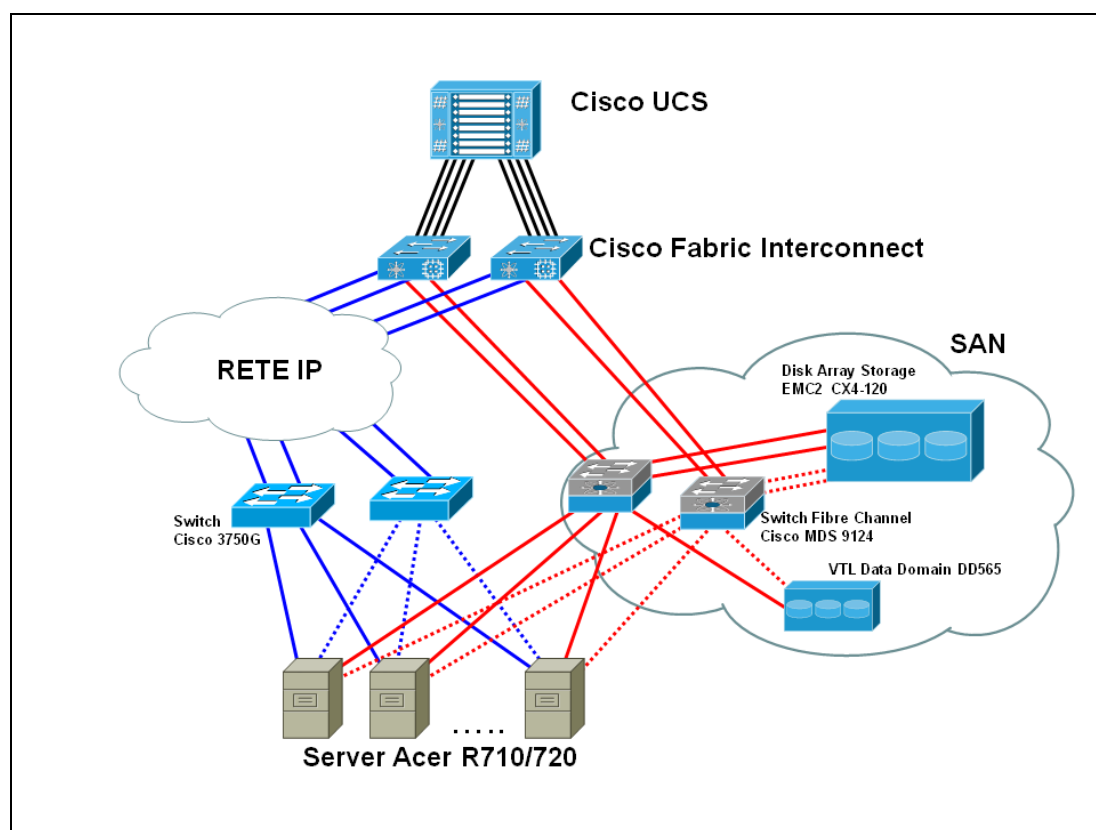 Cisco UCS
Cisco Fabric Interconnect
RETE IP
SAN
Disk Array Storage
EMC2 CX4-120
Switch
Cisco 3750G
Switch Fibre Channel
Cisco MDS 9124
VTL Data Domain DD565
.....
Server Acer R710/720